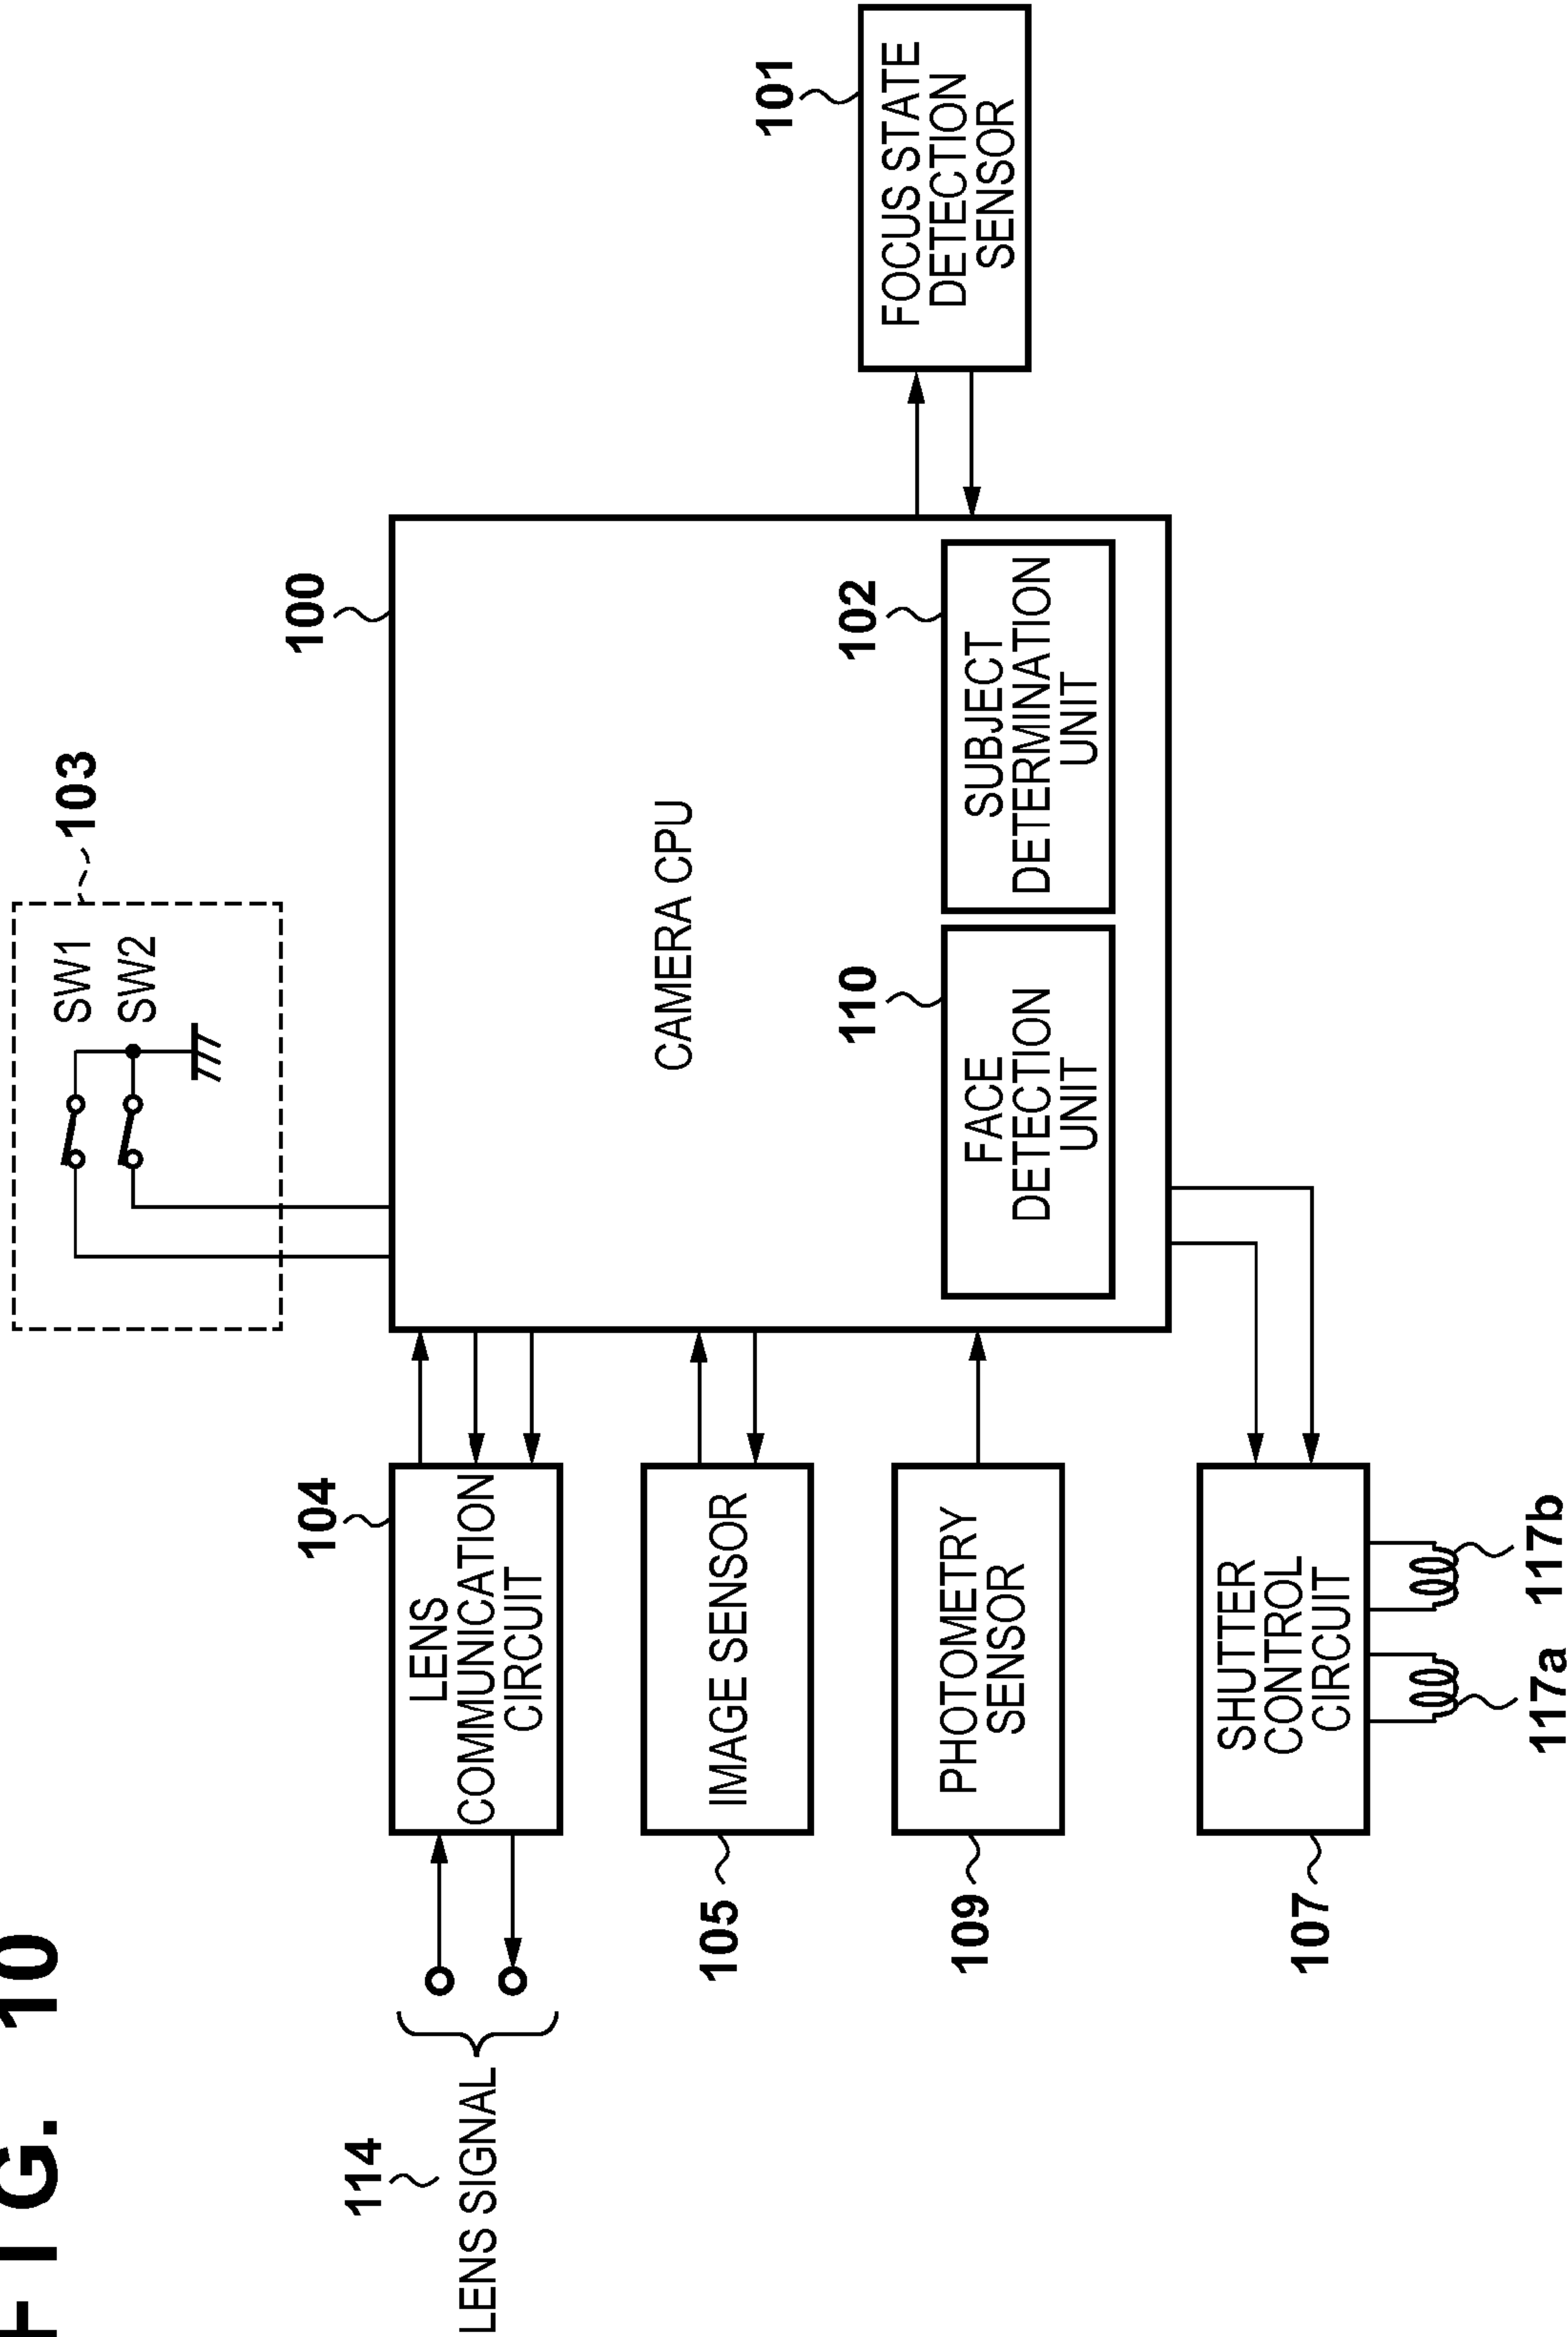 FIG. 10
103
SW1
SW2
100
CAMERA CPU
110
FACE
DETECTION
UNIT
102
SUBJECT
DETERMINATION
UNIT
101
FOCUS STATE
DETECTION
SENSOR
104
LENS
COMMUNICATION
CIRCUIT
114
LENS SIGNAL
105
IMAGE SENSOR
109
PHOTOMETRY
SENSOR
107
SHUTTER
CONTROL
CIRCUIT
117a
117b